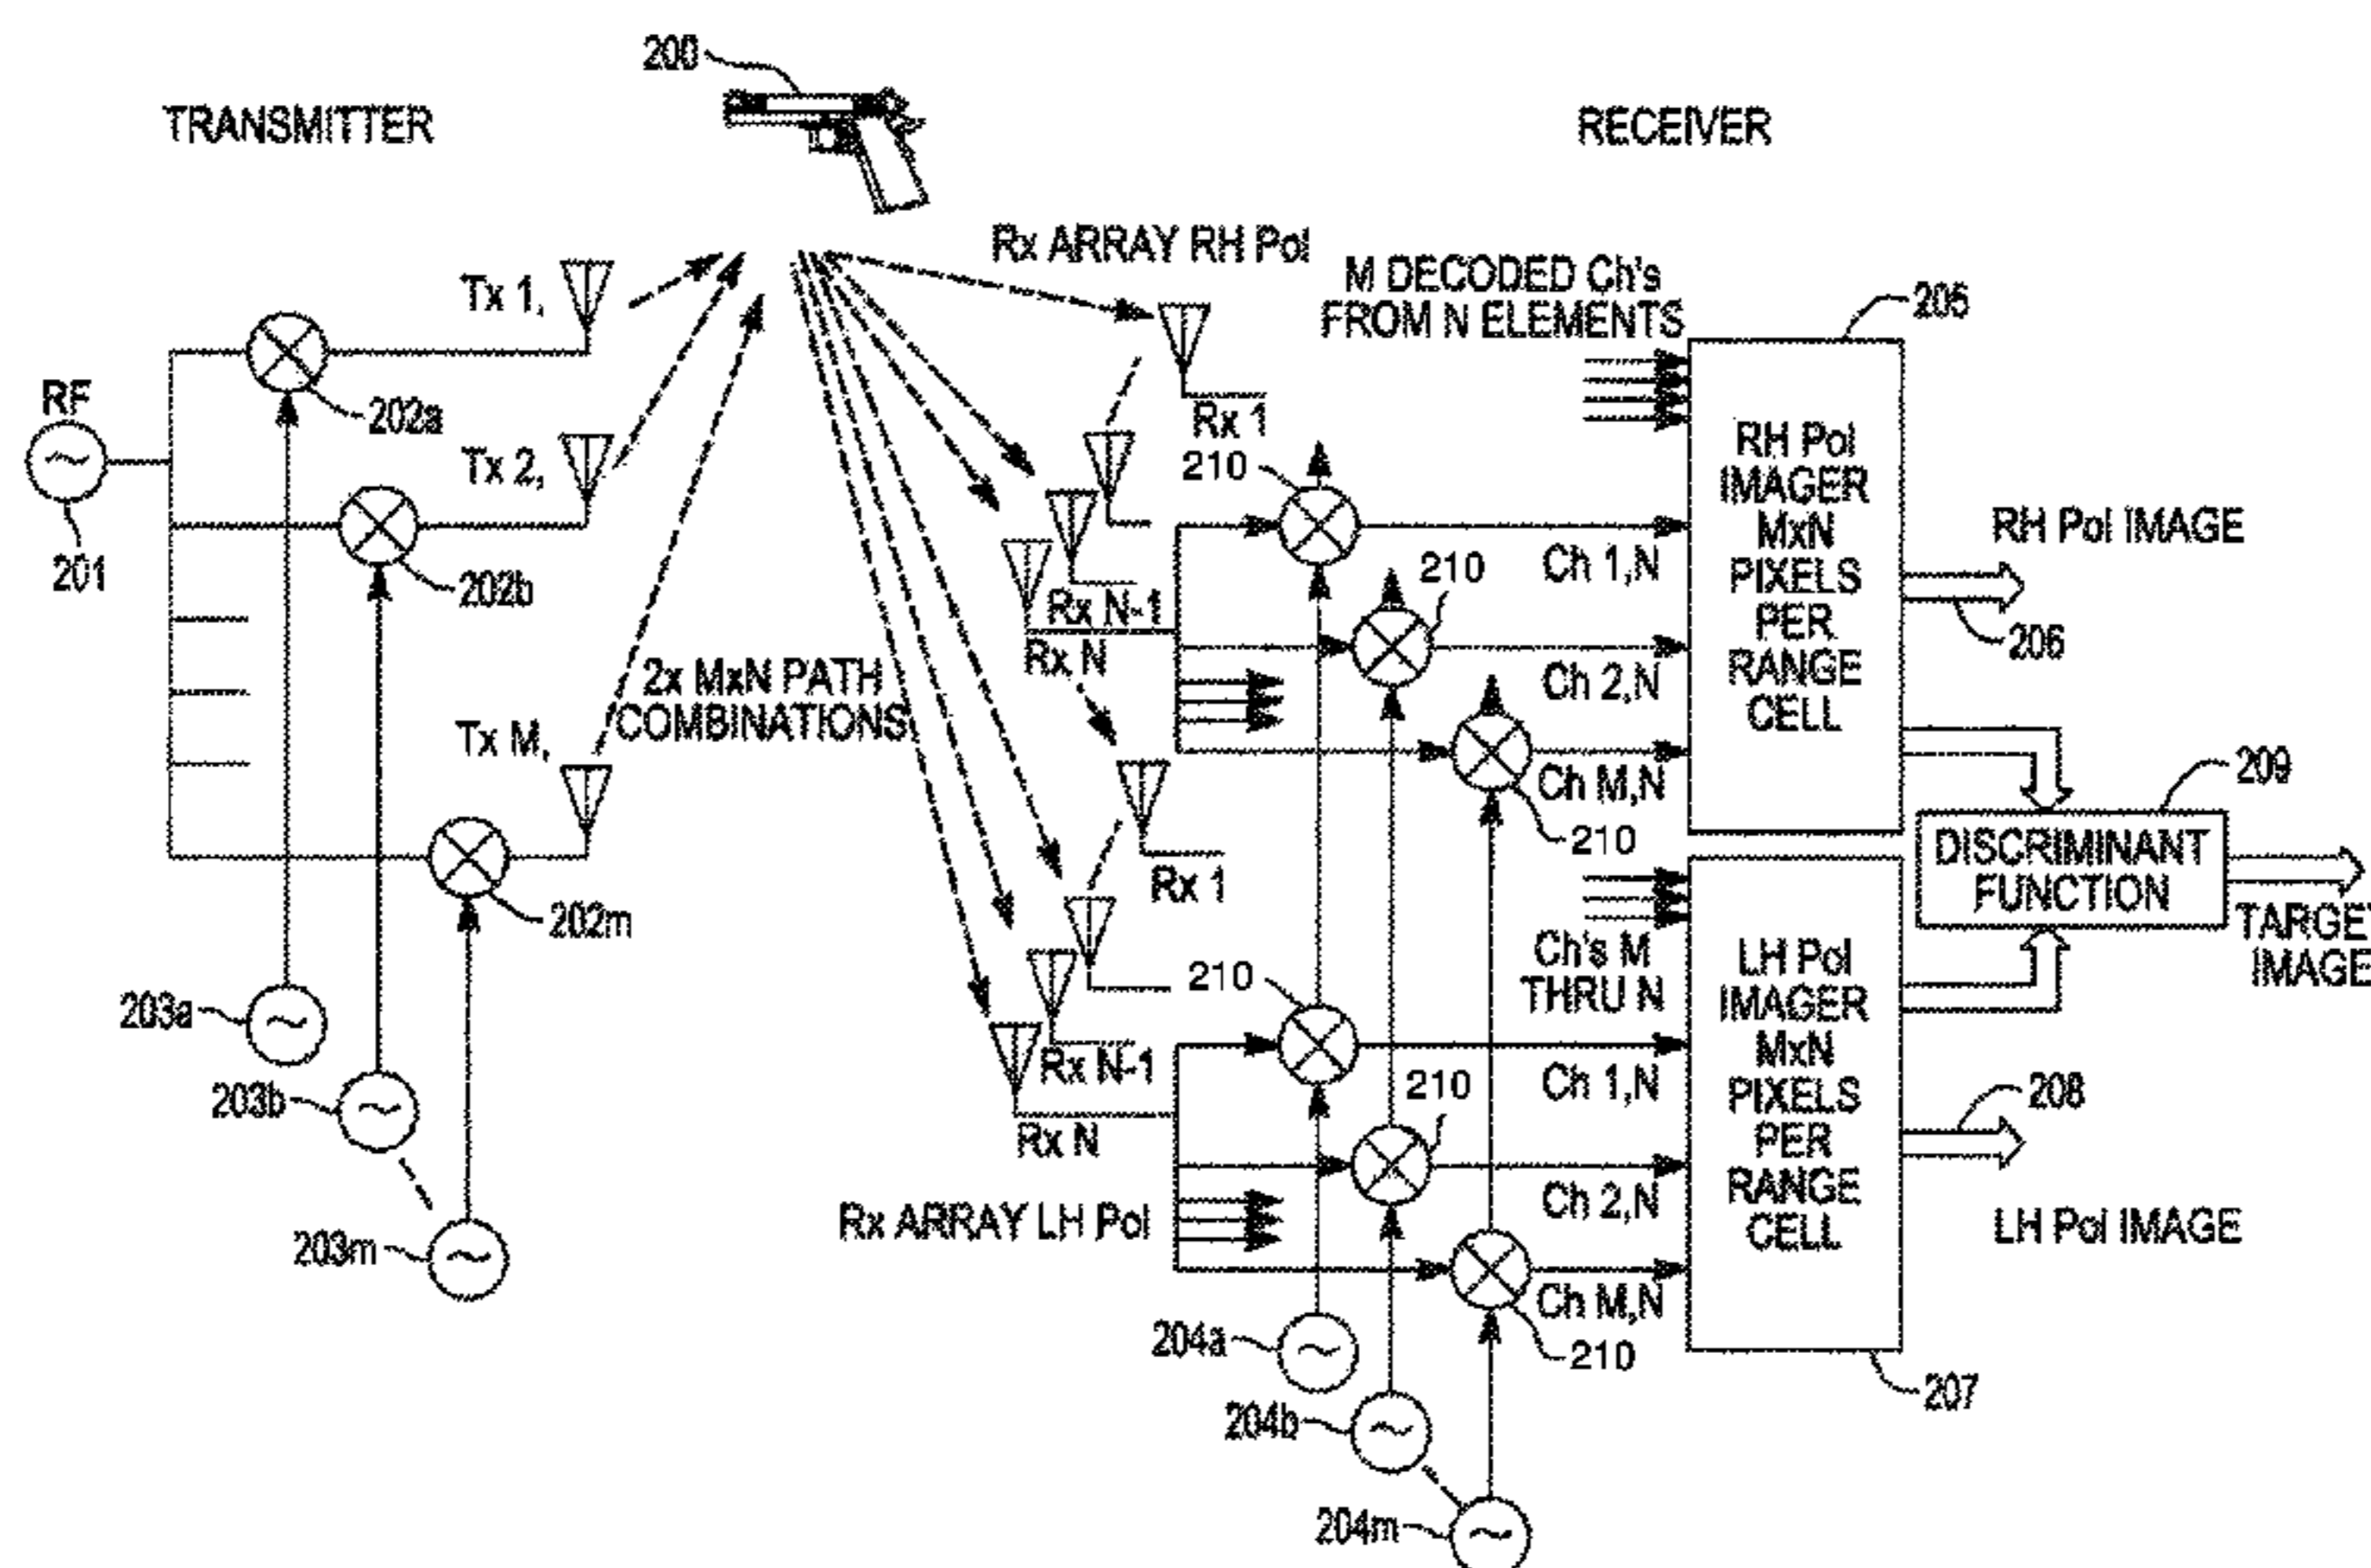 200
TRANSMITTER
RECEIVER
Rx ARRAY RH Pol
M DECODED Ch's
FROM N ELEMENTS
205
Tx 1,
RF
202a
Rx 1
210
Tx 2,
RH Pol
IMAGER
MxN
PIXELS
PER
RANGE
CELL
RH Pol IMAGE
201
202b
Ch 1,N
210
Rx N-1
206
Rx N
2x MxN PATH
COMBINATIONS
Ch 2,N
Tx M,
Ch M,N
209
210
DISCRIMINANT
FUNCTION
Rx 1
202m
TARGET
IMAGE
Ch's M
THRU N
LH Pol
IMAGER
MxN
PIXELS
PER
RANGE
CELL
210
203a
Rx N-1
Ch 1,N
210
203b
208
Rx N
Ch 2,N
Rx ARRAY LH Pol
LH Pol IMAGE
203m
Ch M,N
204a
210
207
204b
204m